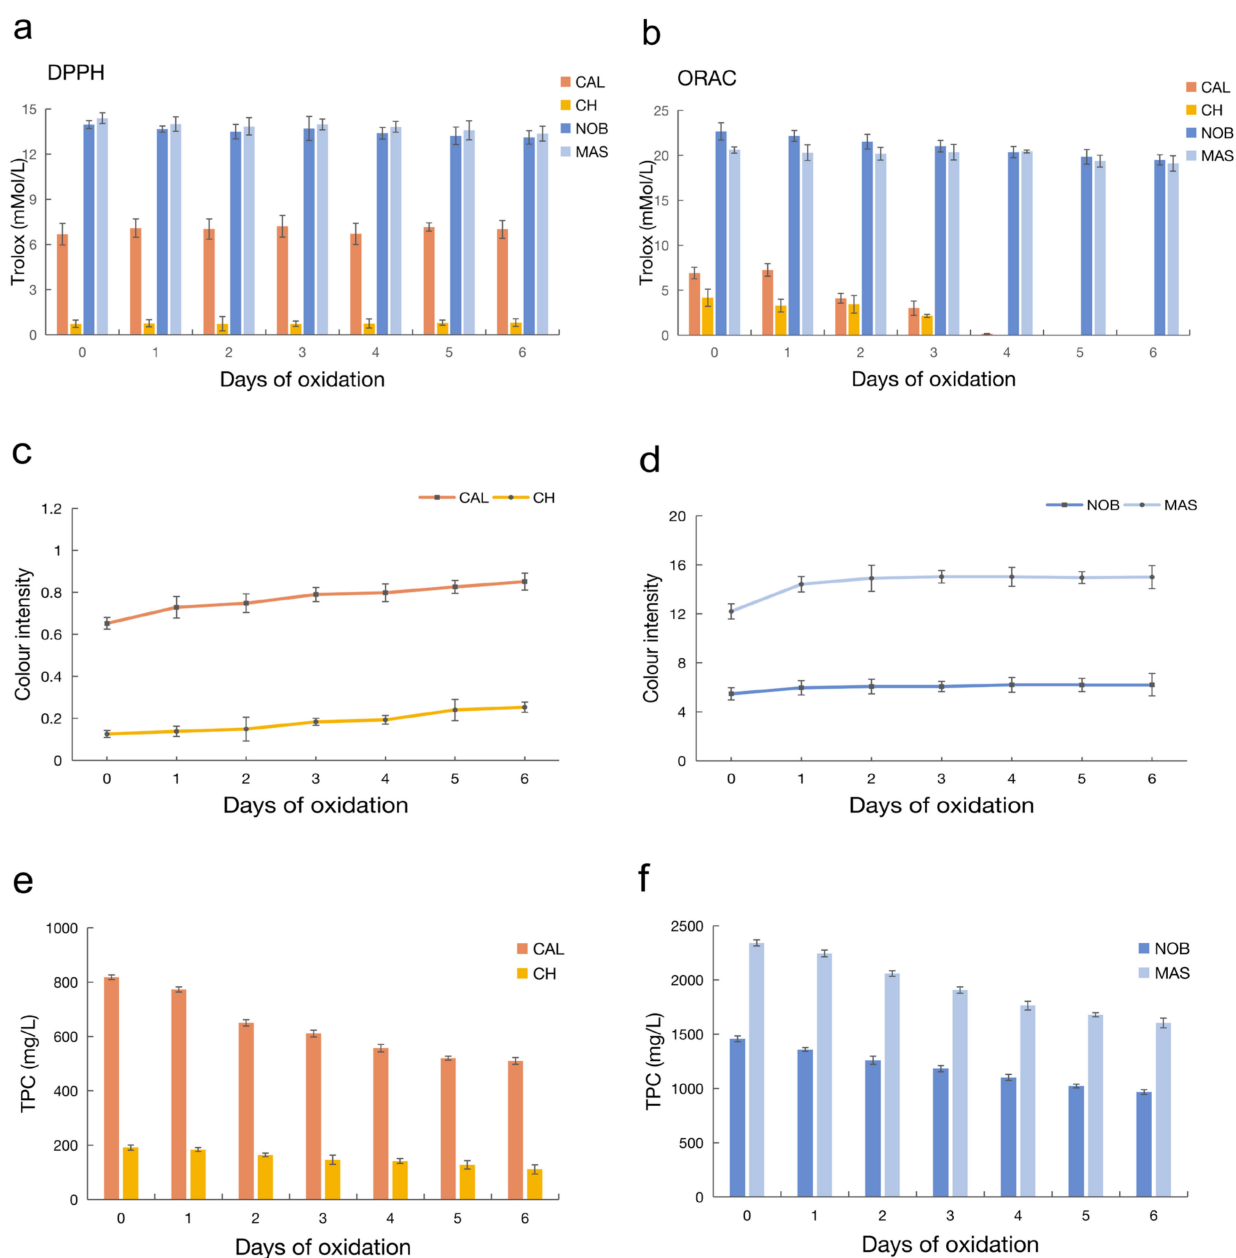 a
DPPH
CAL
CH
NOB
MAS
15
12
9
6
3
0
Trolox (mMol/L)
0 1 2 3 4 5 6
Days of oxidation
b
ORAC
CAL
CH
NOB
MAS
25
20
15
10
5
0
Trolox (mMol/L)
0 1 2 3 4 5 6
Days of oxidation
c
CAL CH
1.2
1
0.8
0.6
0.4
0.2
0
Colour intensity
0 1 2 3 4 5 6
Days of oxidation
d
NOB MAS
20
16
12
8
4
0
Colour intensity
0 1 2 3 4 5 6
Days of oxidation
e
CAL
CH
1000
800
600
400
200
0
TPC (mg/L)
0 1 2 3 4 5 6
Days of oxidation
f
NOB
MAS
2500
2000
1500
1000
500
0
TPC (mg/L)
0 1 2 3 4 5 6
Days of oxidation